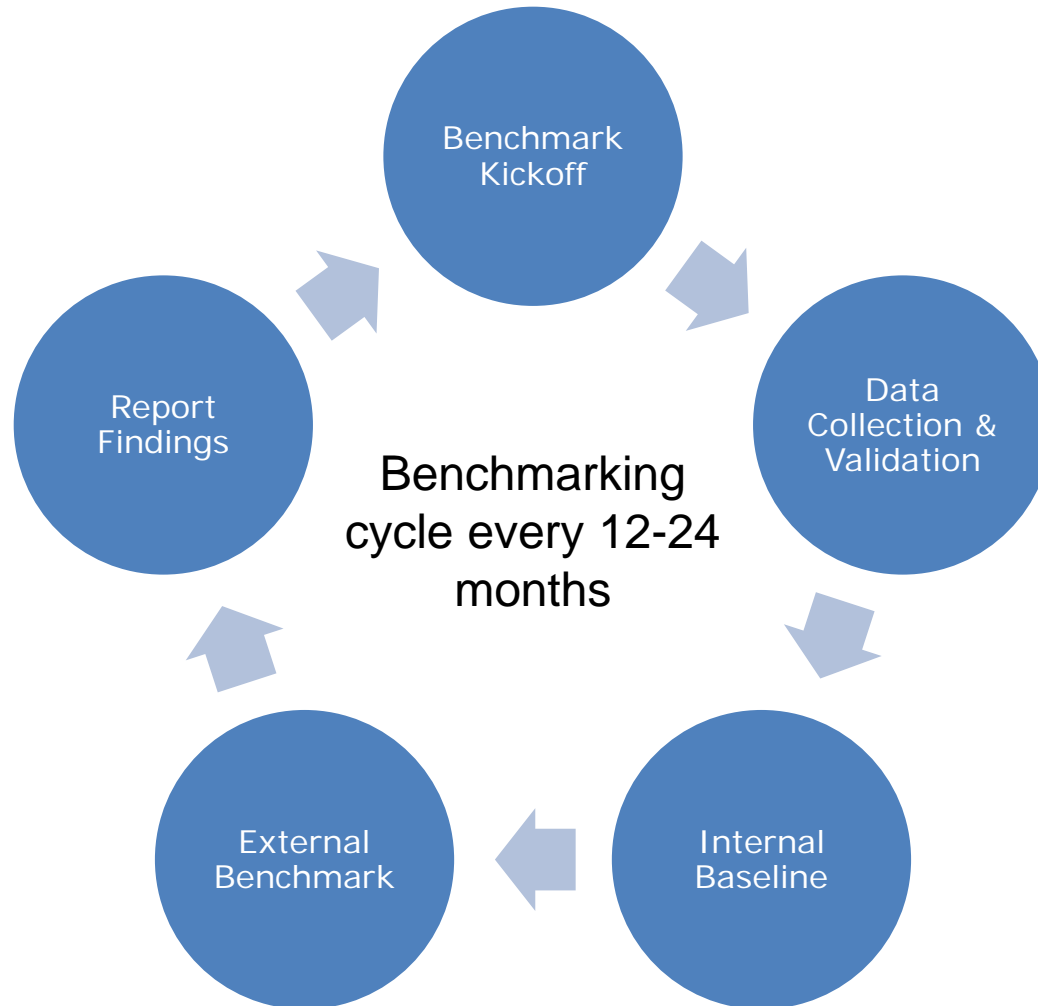 Benchmark
Kickoff
Data
Collection &
Validation
Internal
Baseline
External
Benchmark
Report
Findings
Benchmarking
cycle every 12-24
months